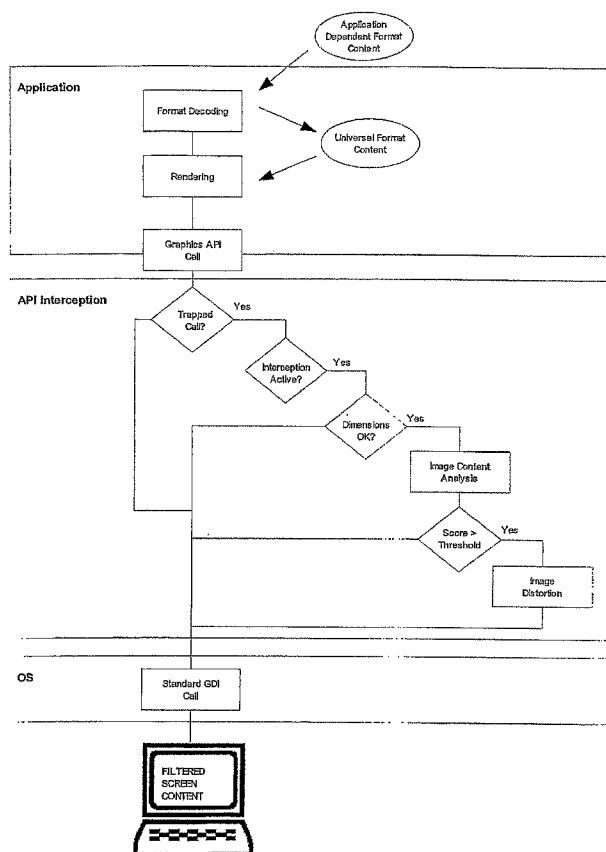 Application
Dependent Format
Content
Application
Format Decoding
Universal Format
Content
Rendering
Graphics API
Call
API Interception
Trapped
Call?
Yes
Interception
Active?
Yes
Dimensions
OK?
Yes
Image Content
Analysis
Score >
Threshold
Yes
Image
Distortion
OS
Standard GDI
Call
FILTERED
SCREEN
CONTENT